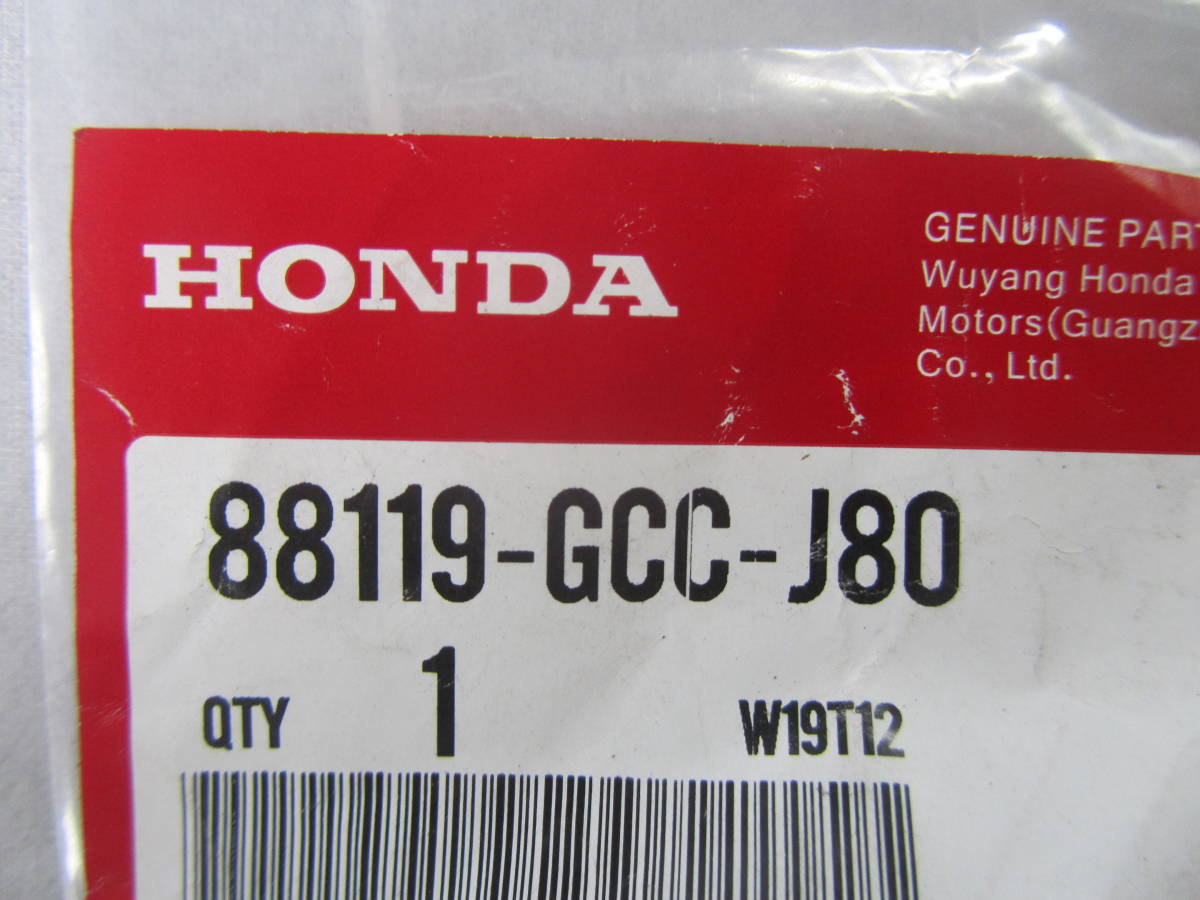 HONDA
GENUINE PART
Wuyang Honda
Motors(Guangz
Co., Ltd.
88119-GCC-J80
QTY 1 W19T12